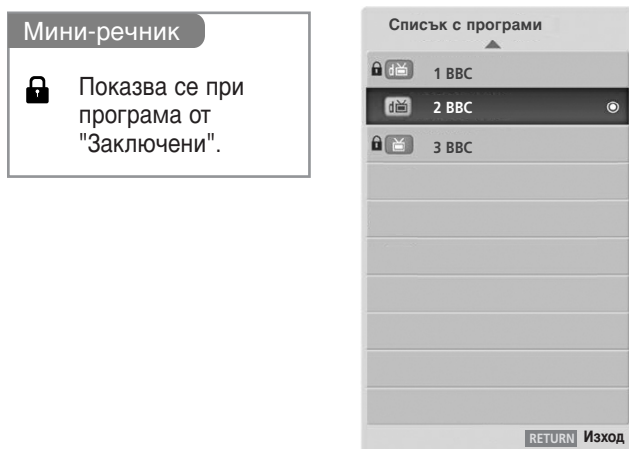 Мини-речник
Показва се при
програма от
"Заключени".
Списък с програми
1 BBC
2 BBC
3 BBC
RETURN Изход